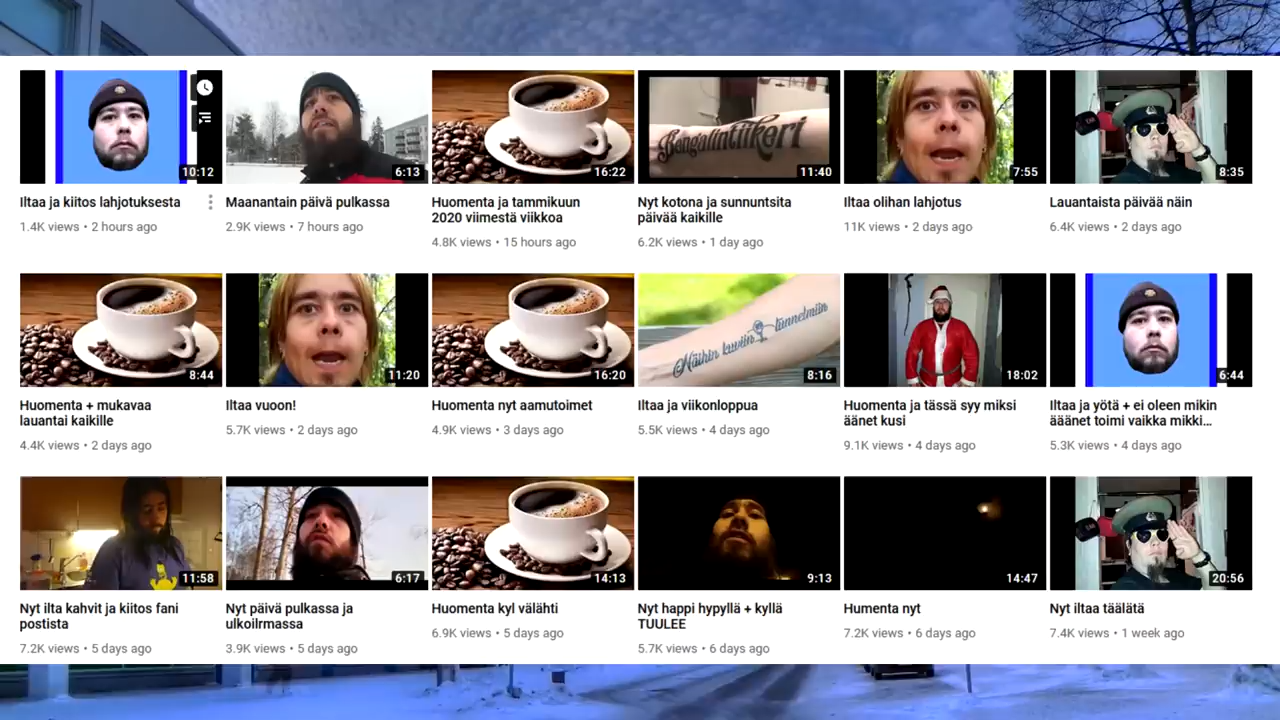 10:12
6:13
16:22
Bengalintiikeri
11:40
7:55
8:35
Iltaa ja kiitos lahjotuksesta
1.4K views • 2 hours ago
Maanantain päivä pulkassa
2.9K views • 7 hours ago
Huomenta ja tammikuun
2020 viimestä viikkoa
4.8K views • 15 hours ago
Nyt kotona ja sunnuntsita
päivää kaikille
6.2K views • 1 day ago
Iltaa olihan lahjotus
11K views • 2 days ago
Lauantaista päivää näin
6.4K views • 2 days ago
8:44
11:20
16:20
Näihin kuviin tunnelmiin
8:16
18:02
6:44
Huomenta + mukavaa
lauantai kaikille
4.4K views • 2 days ago
Iltaa vuoon!
5.7K views • 2 days ago
Huomenta nyt aamutoimet
4.9K views • 3 days ago
Iltaa ja viikonloppua
5.5K views • 4 days ago
Huomenta ja tässä syy miksi
äänet kusi
9.1K views • 4 days ago
Iltaa ja yötä + ei oleen mikin
ääänet toimi vaikka mikki...
5.3K views • 4 days ago
11:58
6:17
14:13
9:13
14:47
20:56
Nyt ilta kahvit ja kiitos fani
postista
7.2K views • 5 days ago
Nyt päivä pulkassa ja
ulkoilrmassa
3.9K views • 5 days ago
Huomenta kyl välähti
6.9K views • 5 days ago
Nyt happi hypyllä + kyllä
TUULEE
5.7K views • 6 days ago
Humenta nyt
7.2K views • 6 days ago
Nyt iltaa täälätä
7.4K views • 1 week ago